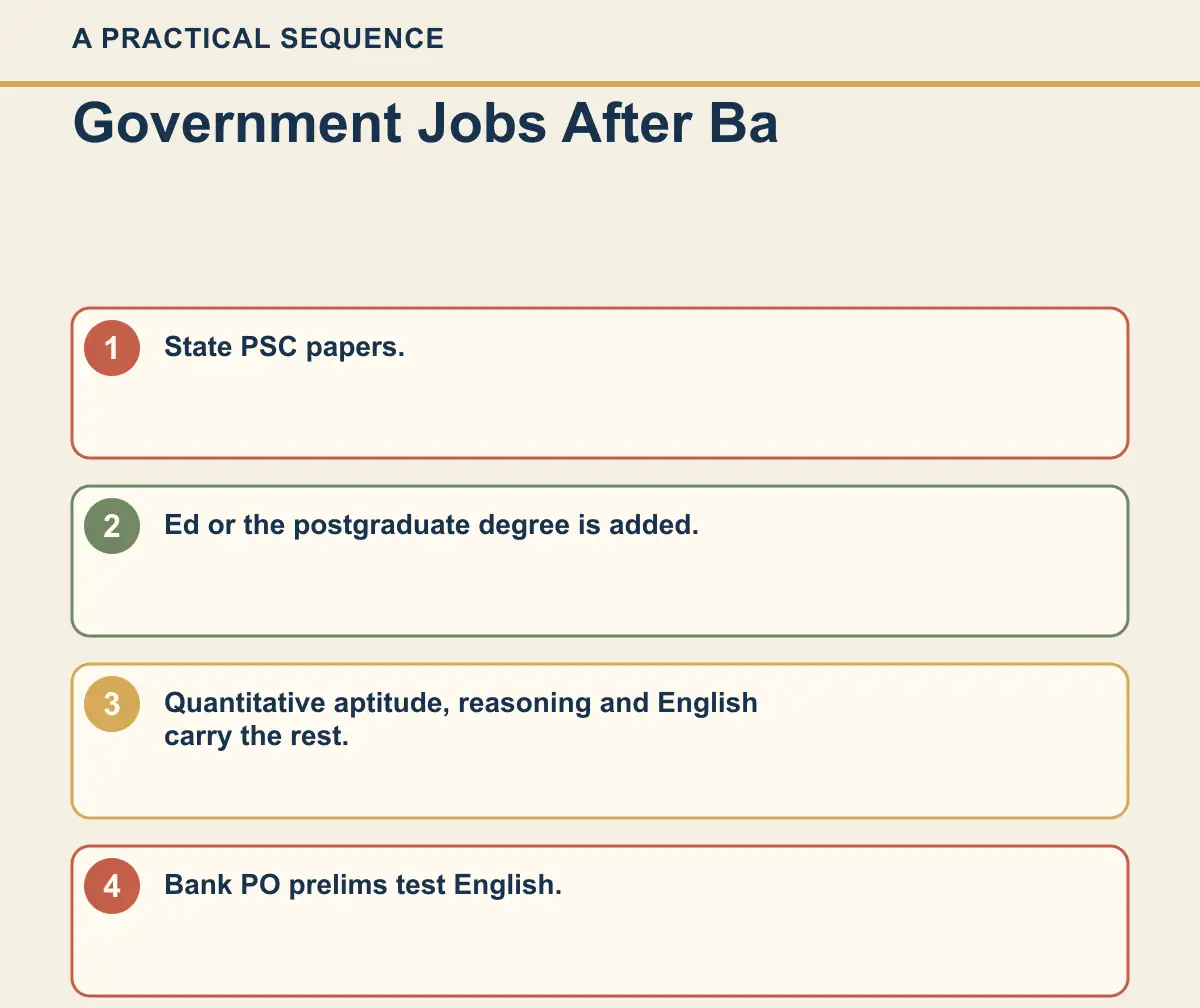 A PRACTICAL SEQUENCE
Government Jobs After Ba
1
State PSC papers.
2
Ed or the postgraduate degree is added.
3
Quantitative aptitude, reasoning and English
carry the rest.
4
Bank PO prelims test English.